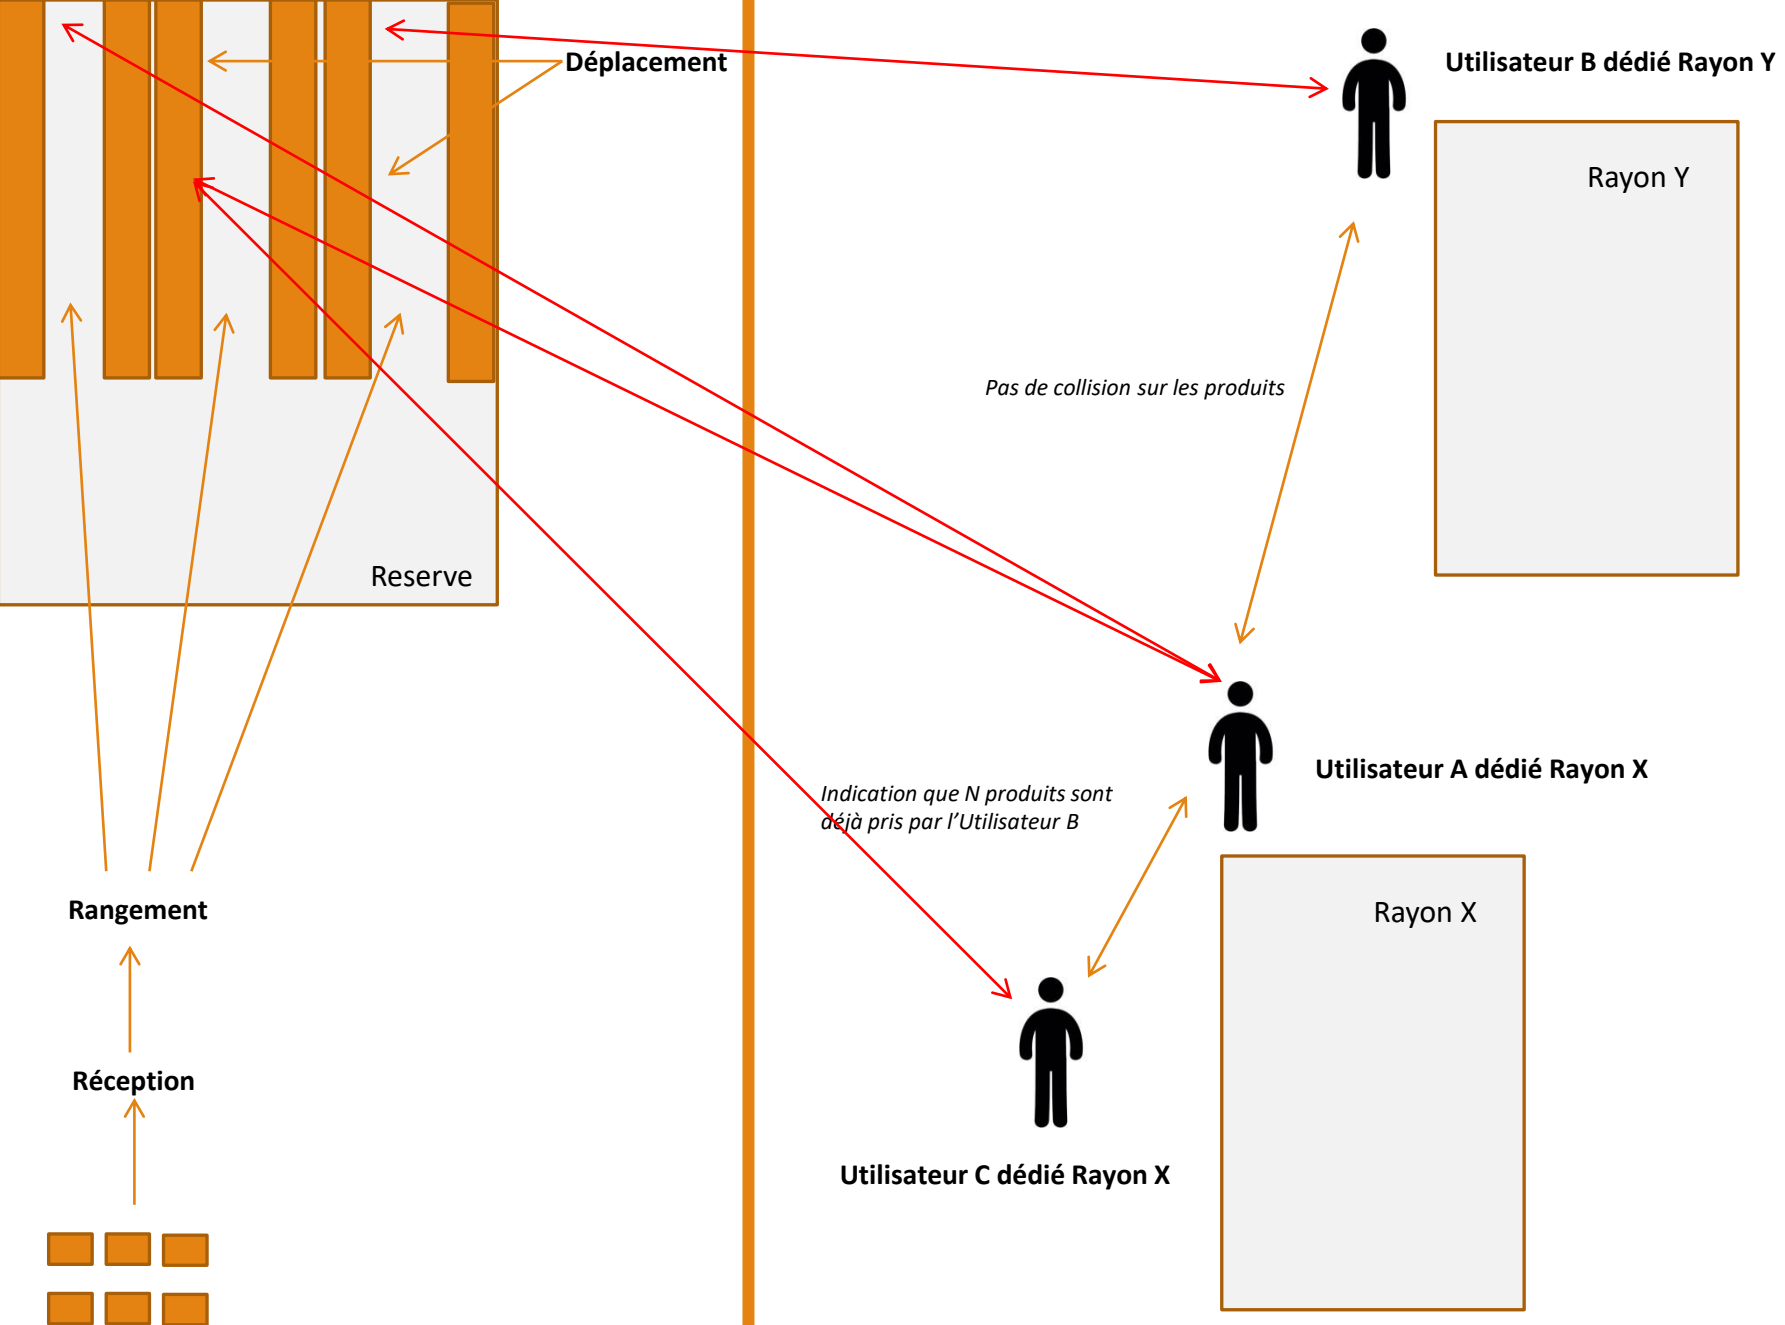 Déplacement
Utilisateur B dédié Rayon Y
Rayon Y
Pas de collision sur les produits
Reserve
Utilisateur A dédié Rayon X
Indication que N produits sont
déjà pris par l’Utilisateur B
Rangement
Rayon X
Réception
Utilisateur C dédié Rayon X